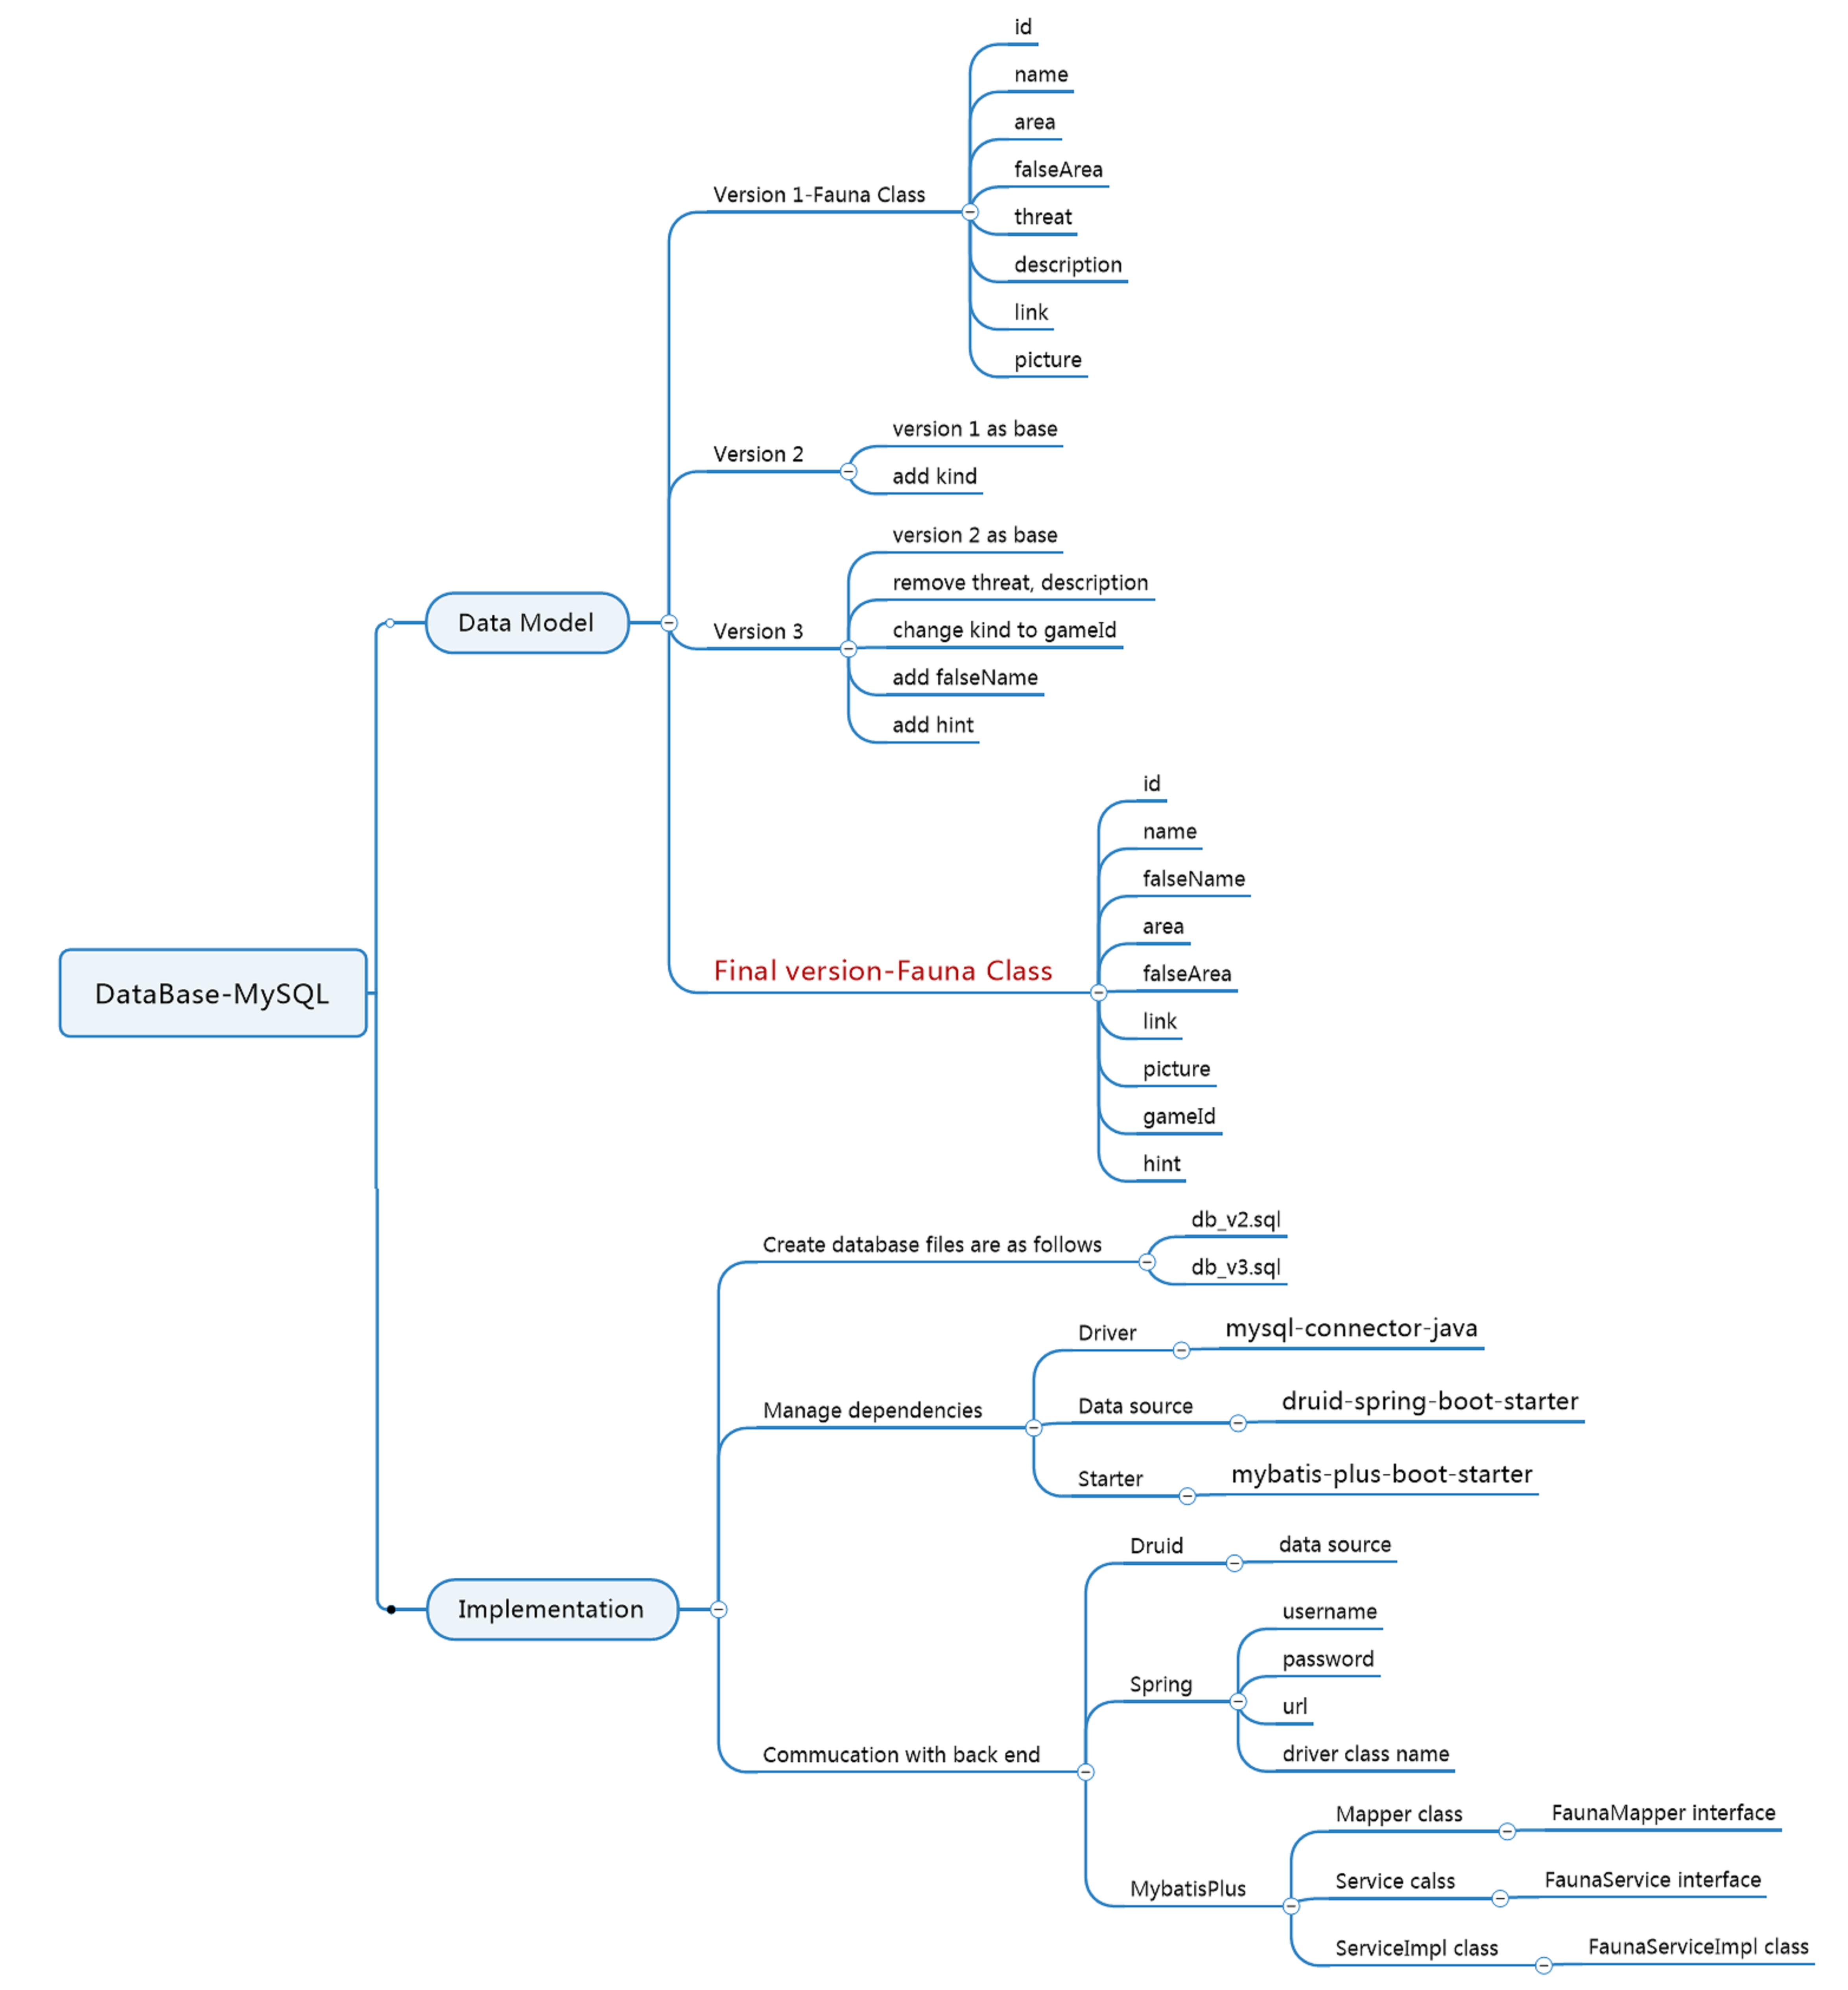 DataBase-MySQL
Data Model
Version 1-Fauna Class
id
name
area
falseArea
threat
description
link
picture
Version 2
version 1 as base
add kind
Version 3
version 2 as base
remove threat, description
change kind to gameId
add falseName
add hint
Final version-Fauna Class
id
name
falseName
area
falseArea
link
picture
gameId
hint
Implementation
Create database files are as follows
db_v2.sql
db_v3.sql
Manage dependencies
Driver
mysql-connector-java
Data source
druid-spring-boot-starter
Starter
mybatis-plus-boot-starter
Commucation with back end
Druid
data source
Spring
username
password
url
driver class name
MybatisPlus
Mapper class
FaunaMapper interface
Service calss
FaunaService interface
ServiceImpl class
FaunaServiceImpl class